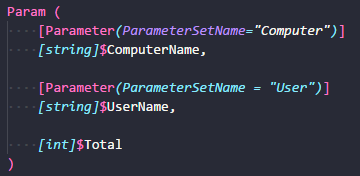 Param (
    [Parameter(ParameterSetName="Computer")]
    [string]$ComputerName,
    [Parameter(ParameterSetName = "User")]
    [string]$UserName,
    [int]$Total
)